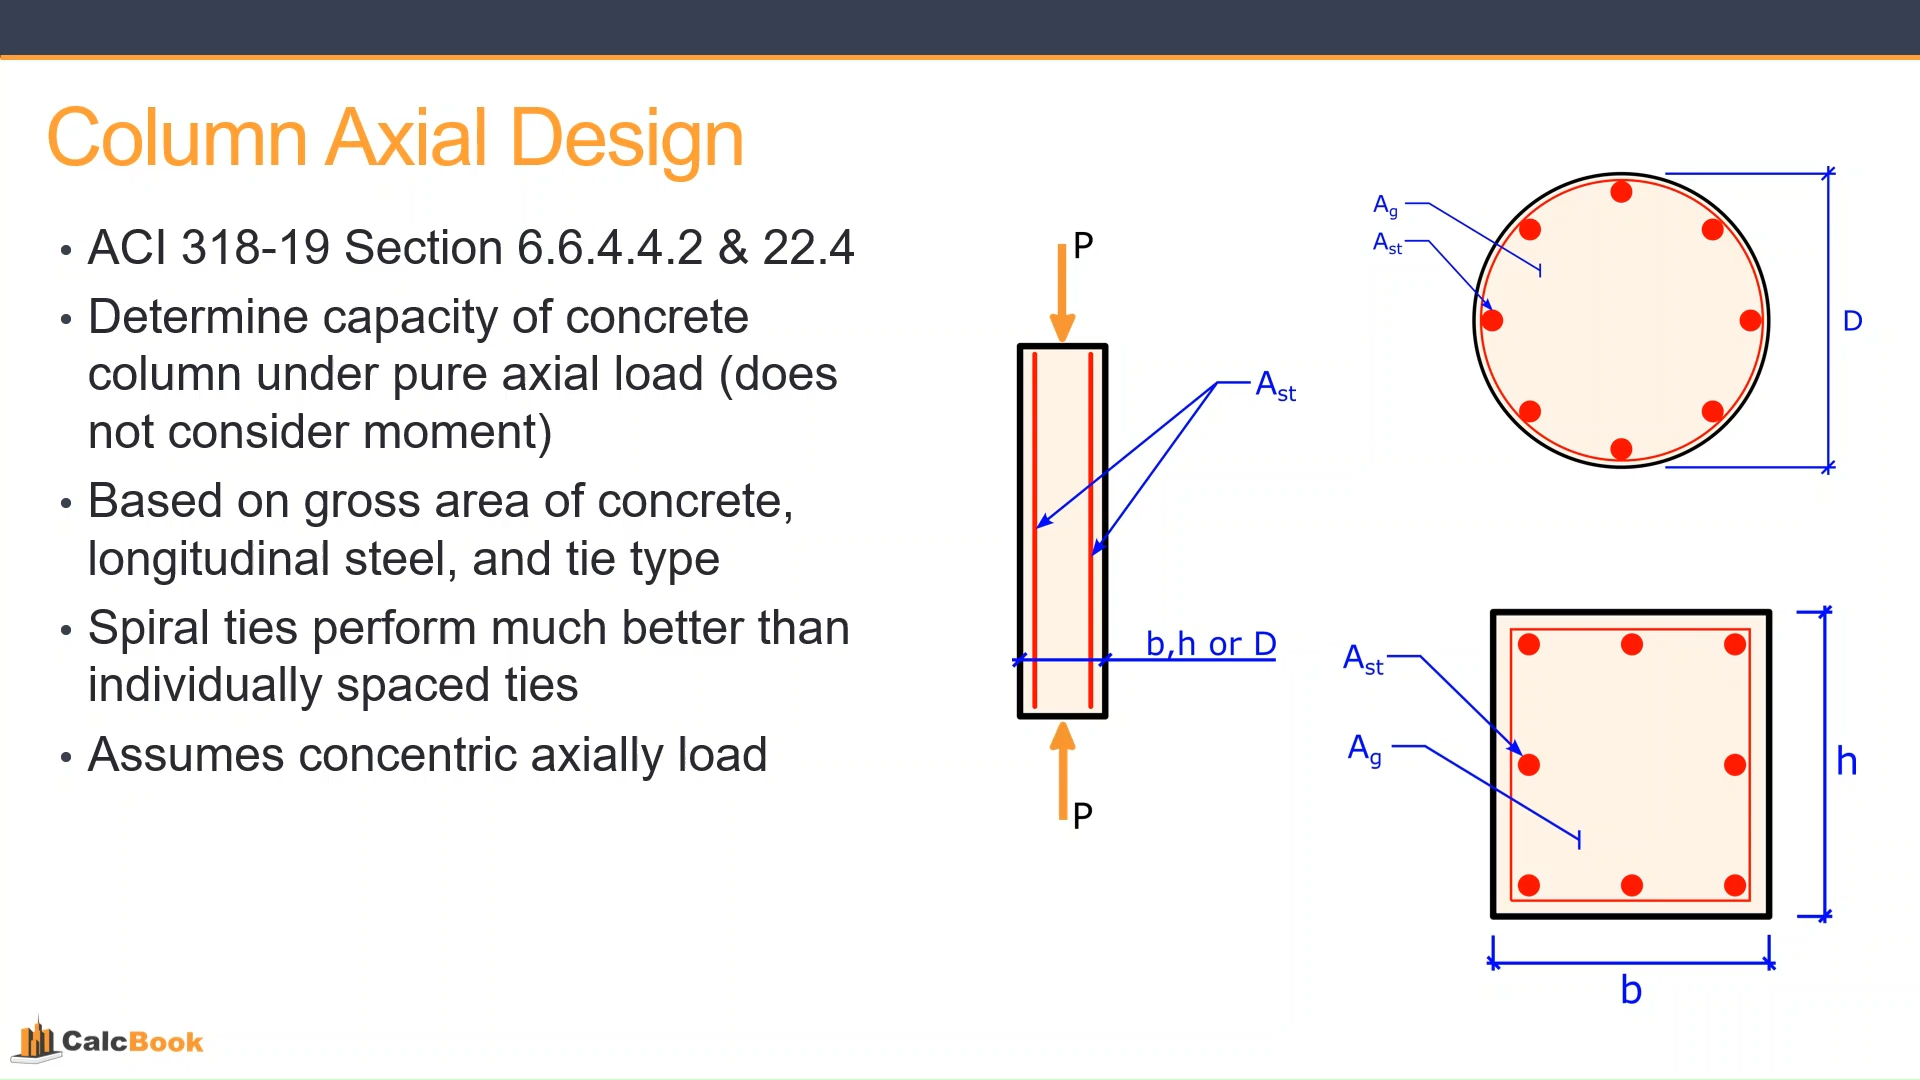 Column Axial Design
• ACI 318-19 Section 6.6.4.4.2 & 22.4
• Determine capacity of concrete
column under pure axial load (does
not consider moment)
• Based on gross area of concrete,
longitudinal steel, and tie type
• Spiral ties perform much better than
individually spaced ties
• Assumes concentric axially load
P
Ast
b,h or D
P
Ag
Ast
D
Ast
Ag
h
b
CalcBook